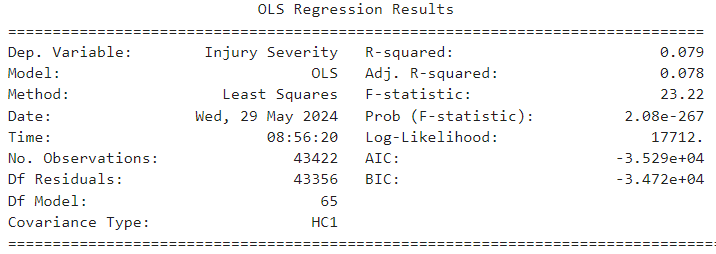 OLS Regression Results
==============================================================================
Dep. Variable: Injury Severity R-squared: 0.079
Model: OLS Adj. R-squared: 0.078
Method: Least Squares F-statistic: 23.22
Date: Wed, 29 May 2024 Prob (F-statistic): 2.08e-267
Time: 08:56:20 Log-Likelihood: 17712.
No. Observations: 43422 AIC: -3.529e+04
Df Residuals: 43356 BIC: -3.472e+04
Df Model: 65
Covariance Type: HC1
==============================================================================